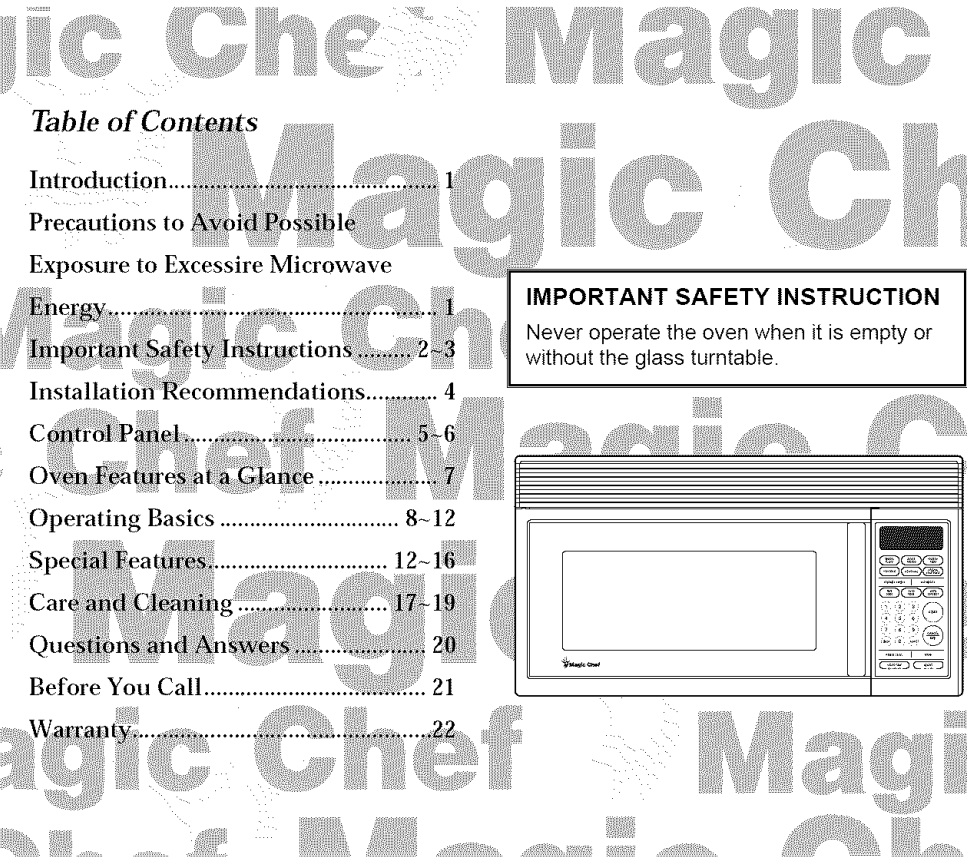 Magic Chef Magic
Table of Contents
Introduction............................................. 1
Precautions to Avoid Possible
Exposure to Excessire Microwave
Energy....................................................... 1
Important Safety Instructions ......... 2~3
Installation Recommendations............ 4
Control Panel ...................................... 5~6
Oven Features at a Glance .................... 7
Operating Basics .............................. 8~12
Special Features.............................. 12~16
Care and Cleaning ......................... 17~19
Questions and Answers ...................... 20
Before You Call..................................... 21
Warranty..................................................22
IMPORTANT SAFETY INSTRUCTION
Never operate the oven when it is empty or
without the glass turntable.
Magic Chef